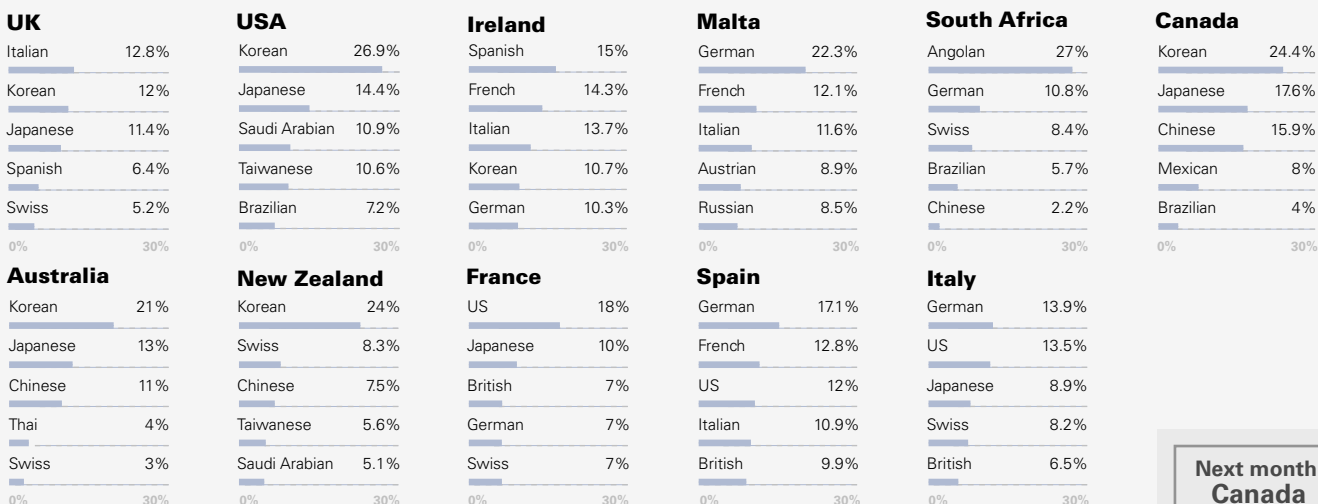 UK
Italian 12.8%
Korean 12%
Japanese 11.4%
Spanish 6.4%
Swiss 5.2%
0% 30%
USA
Korean 26.9%
Japanese 14.4%
Saudi Arabian 10.9%
Taiwanese 10.6%
Brazilian 7.2%
0% 30%
Ireland
Spanish 15%
French 14.3%
Italian 13.7%
Korean 10.7%
German 10.3%
0% 30%
Malta
German 22.3%
French 12.1%
Italian 11.6%
Austrian 8.9%
Russian 8.5%
0% 30%
South Africa
Angolan 27%
German 10.8%
Swiss 8.4%
Brazilian 5.7%
Chinese 2.2%
0% 30%
Canada
Korean 24.4%
Japanese 17.6%
Chinese 15.9%
Mexican 8%
Brazilian 4%
0% 30%
Australia
Korean 21%
Japanese 13%
Chinese 11%
Thai 4%
Swiss 3%
0% 30%
New Zealand
Korean 24%
Swiss 8.3%
Chinese 7.5%
Taiwanese 5.6%
Saudi Arabian 5.1%
0% 30%
France
US 18%
Japanese 10%
British 7%
German 7%
Swiss 7%
0% 30%
Spain
German 17.1%
French 12.8%
US 12%
Italian 10.9%
British 9.9%
0% 30%
Italy
German 13.9%
US 13.5%
Japanese 8.9%
Swiss 8.2%
British 6.5%
0% 30%
Next month
Canada